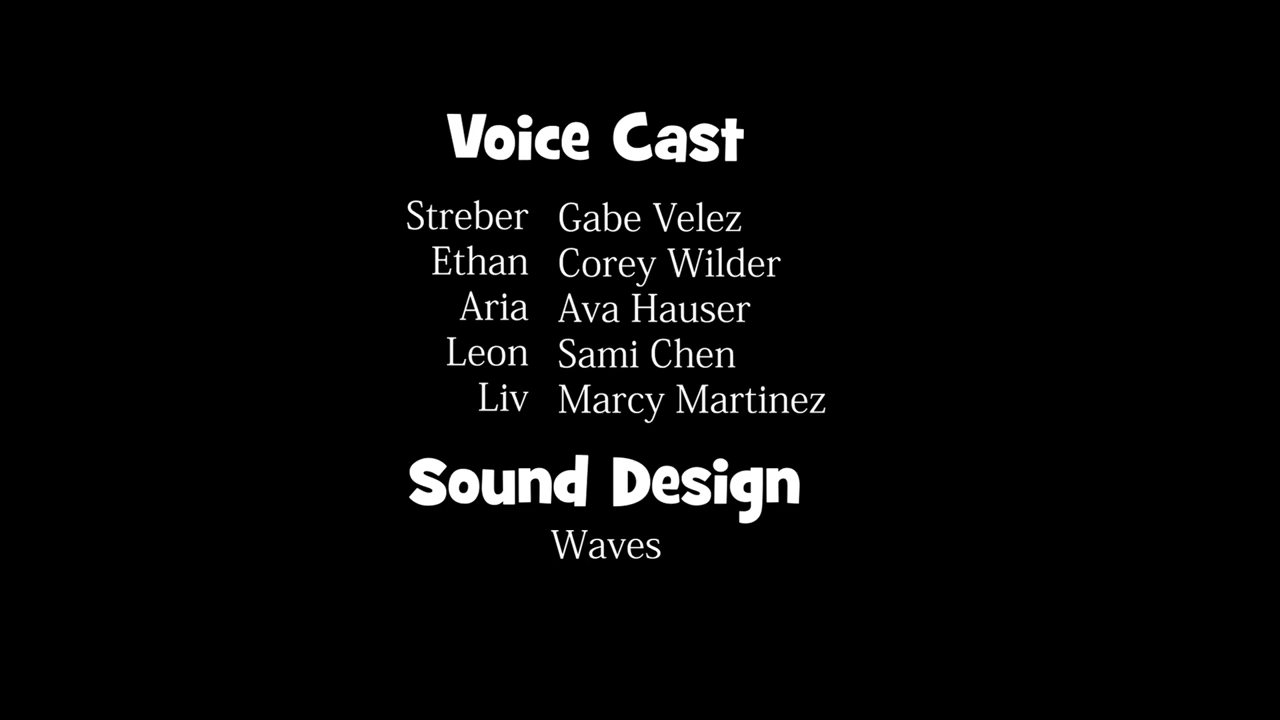 Voice Cast
Streber Gabe Velez
Ethan Corey Wilder
Aria Ava Hauser
Leon Sami Chen
Liv Marcy Martinez
Sound Design
Waves